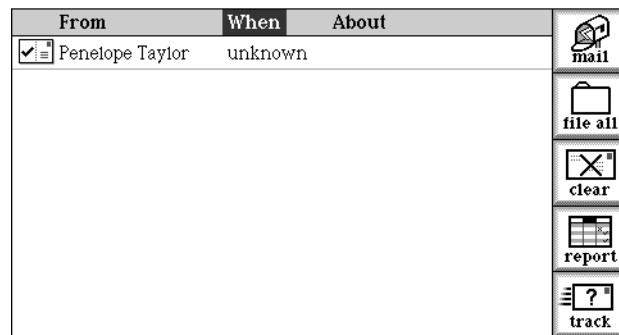 From When About
Penelope Taylor unknown
mail
file all
clear
report
? 
track